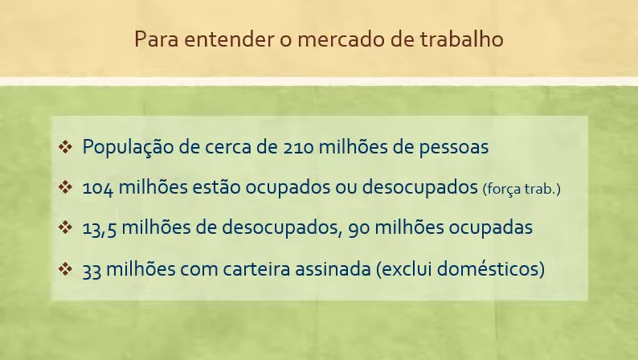 Para entender o mercado de trabalho
❖ População de cerca de 210 milhões de pessoas
❖ 104 milhões estão ocupados ou desocupados (força trab.)
❖ 13,5 milhões de desocupados, 90 milhões ocupadas
❖ 33 milhões com carteira assinada (exclui domésticos)